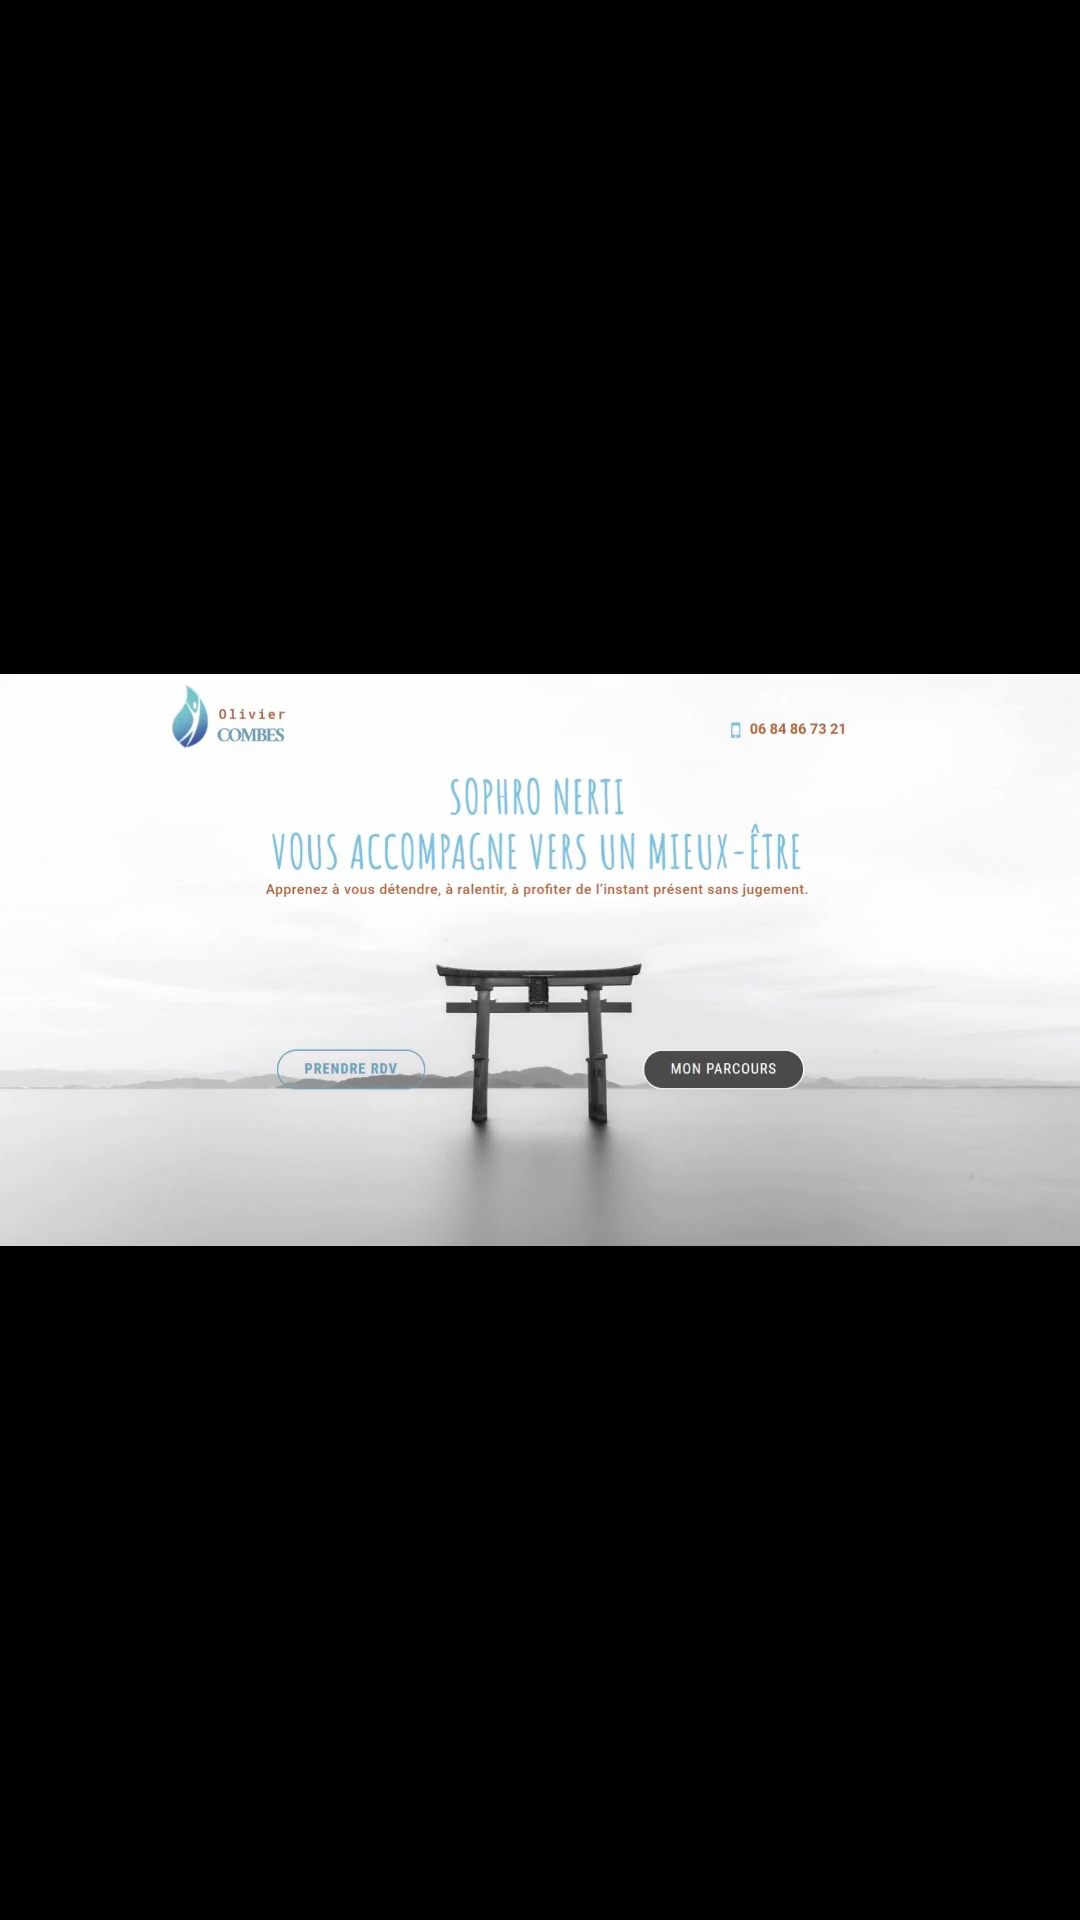 Olivier
COMBES
06 84 86 73 21
SOPHRO NERTI
VOUS ACCOMPAGNE VERS UN MIEUX-ÊTRE
Apprenez à vous détendre, à ralentir, à profiter de l'instant présent sans jugement.
PRENDRE RDV
MON PARCOURS